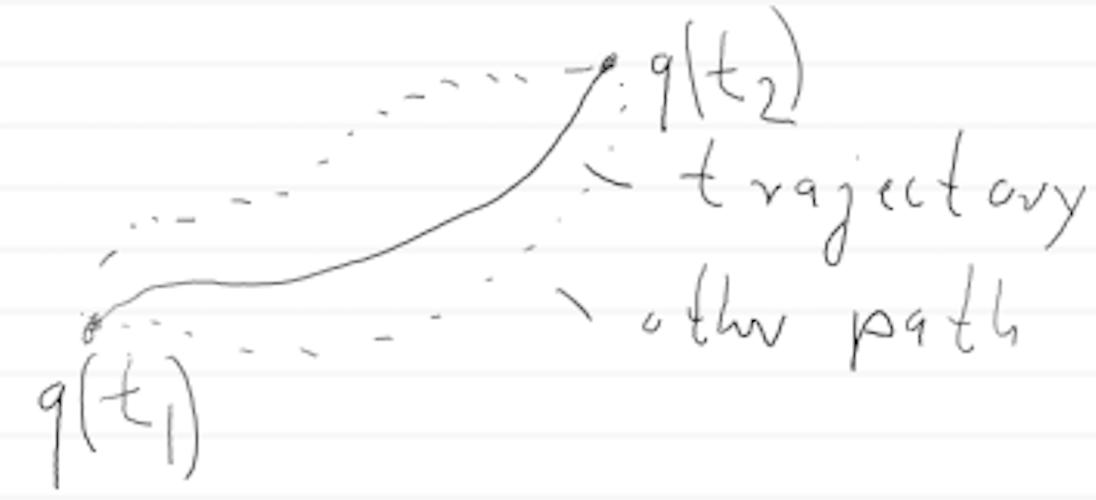 q(t₂)
trajectory
other path
q(t₁)